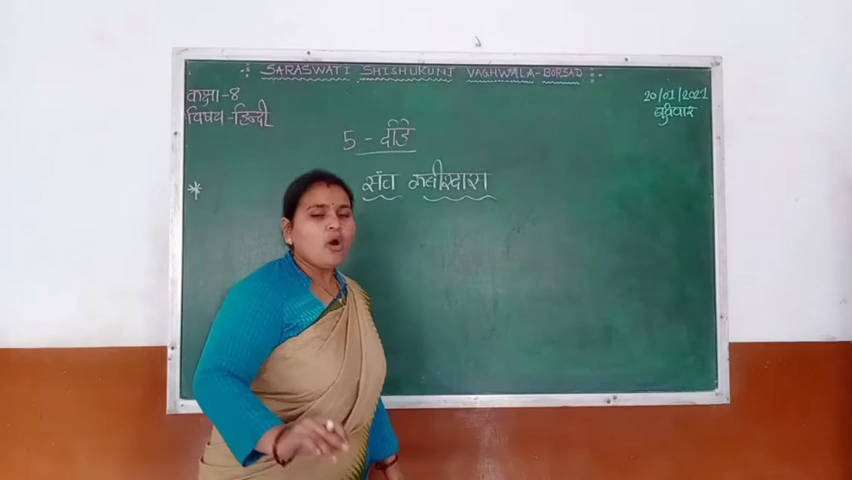 SARASWATI SHISHUKUNJ VAGHWALA-BORSAD
कक्षा-8
विषय-हिन्दी
20/01/2021
बुधवार
5 - दोहे
* संत कबीरदास